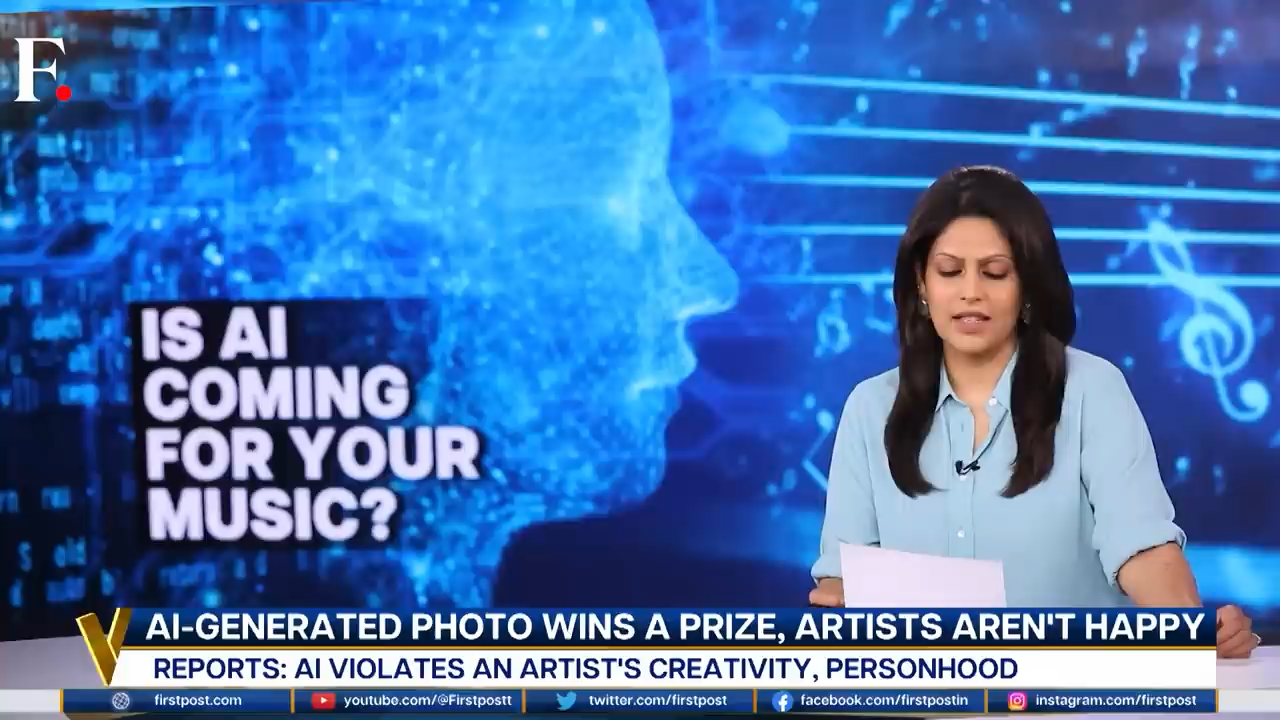 F.
IS AI
COMING
FOR YOUR
MUSIC?
AI-GENERATED PHOTO WINS A PRIZE, ARTISTS AREN'T HAPPY
REPORTS: AI VIOLATES AN ARTIST'S CREATIVITY, PERSONHOOD
firstpost.com youtube.com/@Firstpostt twitter.com/firstpost facebook.com/firstpostin instagram.com/firstpost